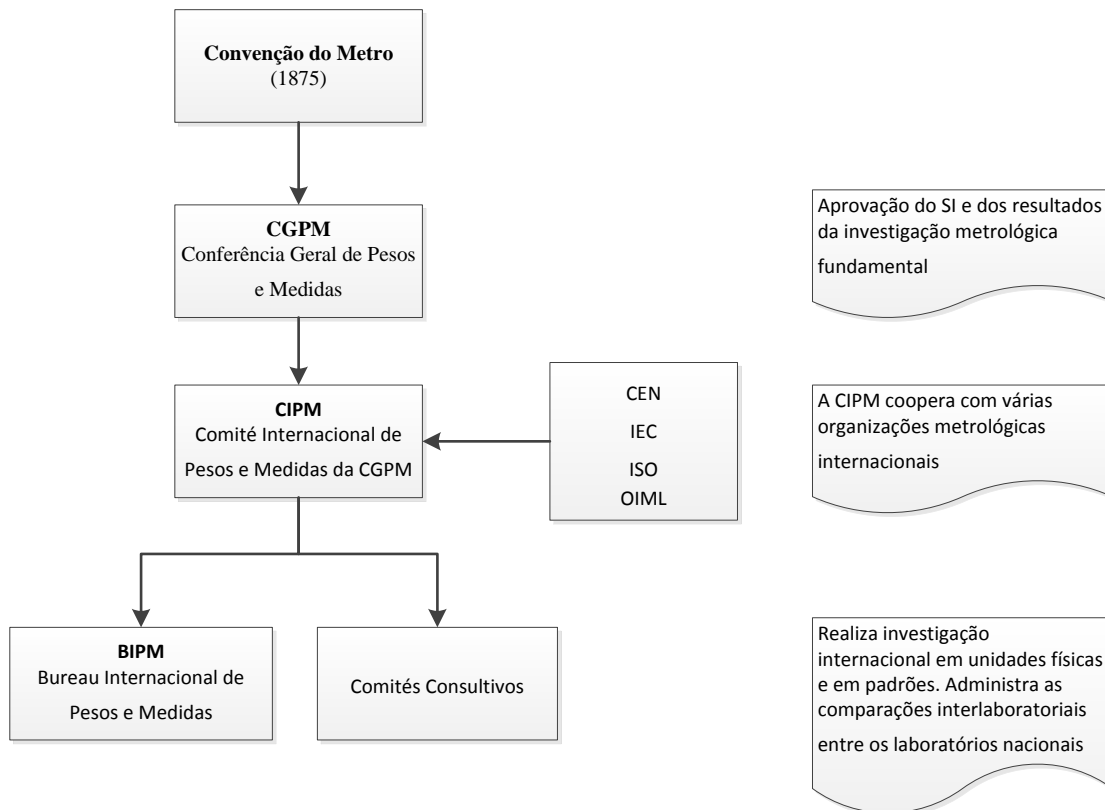 Convenção do Metro
(1875)
CGPM
Conferência Geral de Pesos
e Medidas
Aprovação do SI e dos resultados
da investigação metrológica
fundamental
CIPM
Comité Internacional de
Pesos e Medidas da CGPM
CEN
IEC
ISO
OIML
A CIPM coopera com várias
organizações metrológicas
internacionais
BIPM
Bureau Internacional de
Pesos e Medidas
Comités Consultivos
Realiza investigação
internacional em unidades físicas
e em padrões. Administra as
comparações interlaboratoriais
entre os laboratórios nacionais